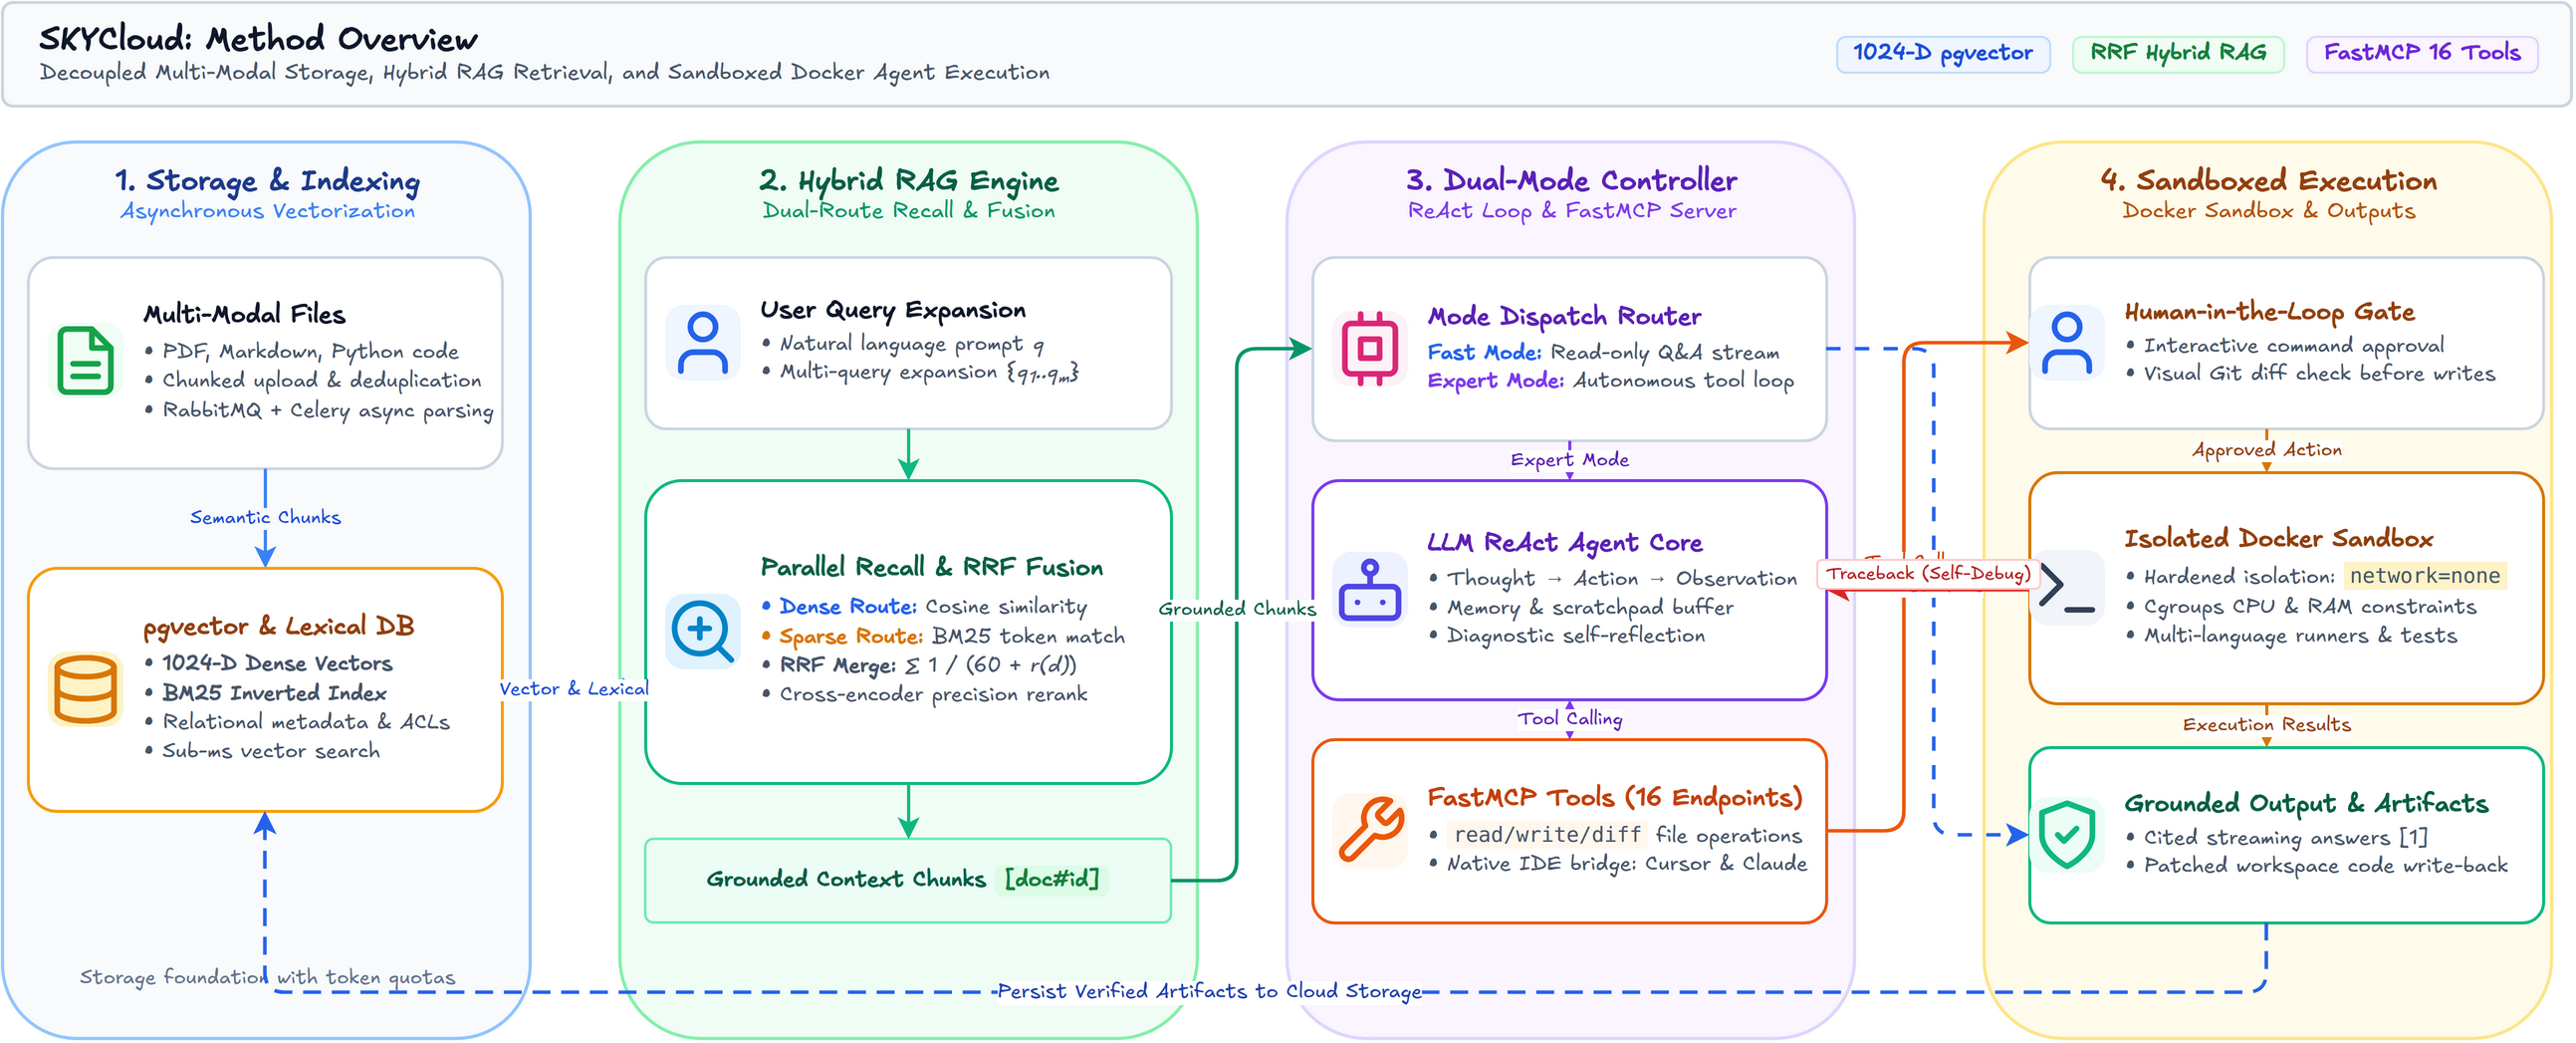 SKYCloud: Method Overview
Decoupled Multi-Modal Storage, Hybrid RAG Retrieval, and Sandboxed Docker Agent Execution
1024-D pgvector
RRF Hybrid RAG
FastMCP 16 Tools
1. Storage & Indexing
Asynchronous Vectorization
Multi-Modal Files
• PDF, Markdown, Python code
• Chunked upload & deduplication
• RabbitMQ + Celery async parsing
Semantic Chunks
pgvector & Lexical DB
• 1024-D Dense Vectors
• BM25 Inverted Index
• Relational metadata & ACLs
• Sub-ms vector search
Storage foundation with token quotas
Vector & Lexical
2. Hybrid RAG Engine
Dual-Route Recall & Fusion
User Query Expansion
• Natural language prompt q
• Multi-query expansion {q₁..qₘ}
Parallel Recall & RRF Fusion
• Dense Route: Cosine similarity
• Sparse Route: BM25 token match
• RRF Merge: ∑ 1 / (60 + r(d))
• Cross-encoder precision rerank
Grounded Context Chunks [doc#id]
Grounded Chunks
3. Dual-Mode Controller
ReAct Loop & FastMCP Server
Mode Dispatch Router
Fast Mode: Read-only Q&A stream
Expert Mode: Autonomous tool loop
Expert Mode
LLM ReAct Agent Core
• Thought → Action → Observation
• Memory & scratchpad buffer
• Diagnostic self-reflection
Tool Calling
FastMCP Tools (16 Endpoints)
• read/write/diff file operations
• Native IDE bridge: Cursor & Claude
Traceback (Self-Debug)
4. Sandboxed Execution
Docker Sandbox & Outputs
Human-in-the-Loop Gate
• Interactive command approval
• Visual Git diff check before writes
Approved Action
Isolated Docker Sandbox
• Hardened isolation: network=none
• Cgroups CPU & RAM constraints
• Multi-language runners & tests
Execution Results
Grounded Output & Artifacts
• Cited streaming answers [1]
• Patched workspace code write-back
Persist Verified Artifacts to Cloud Storage